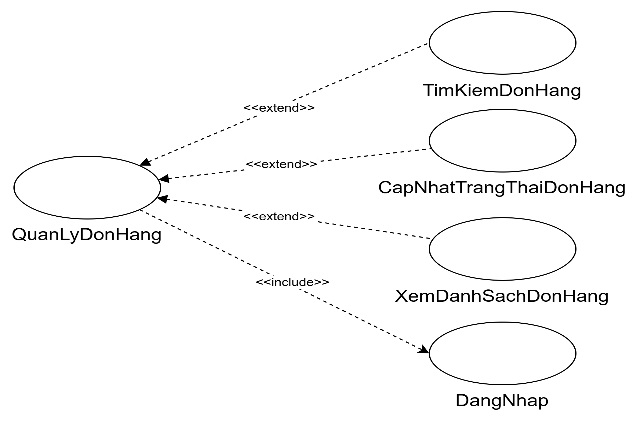 TimKiemDonHang
<<extend>>
<<extend>>
CapNhatTrangThaiDonHang
<<extend>>
QuanLyDonHang
<<include>>
XemDanhSachDonHang
DangNhap